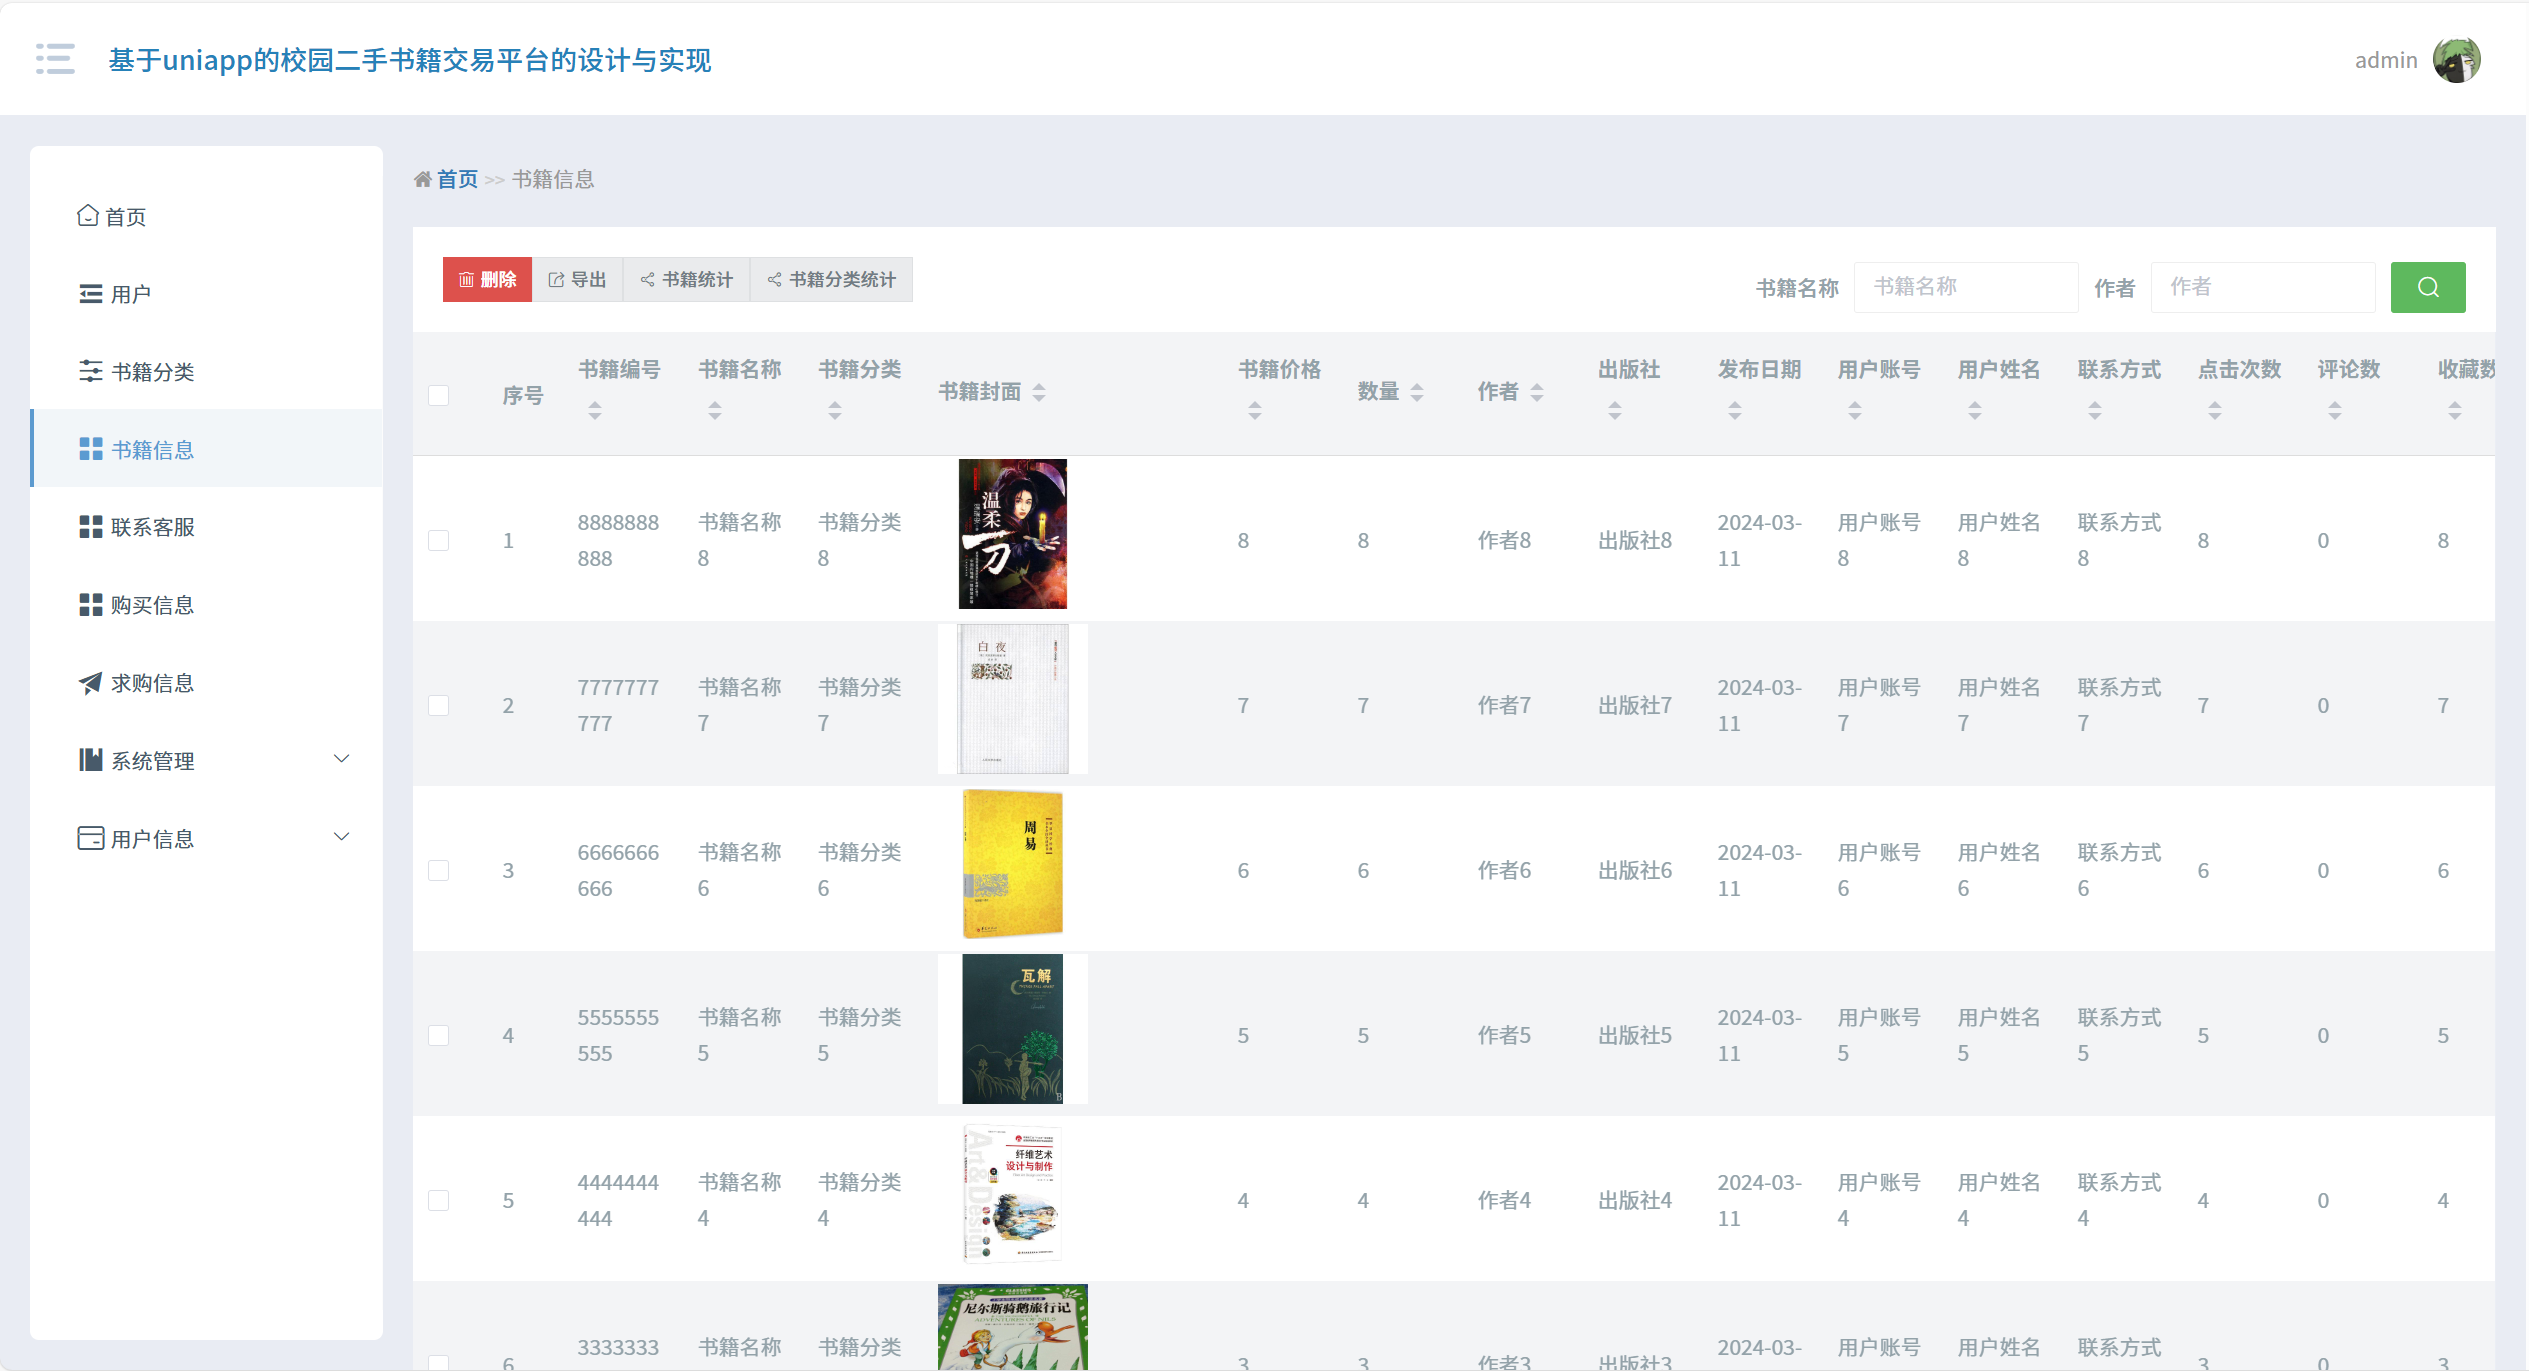 基于uniapp的校园二手书籍交易平台的设计与实现
admin
首页
用户
书籍分类
书籍信息
联系客服
购买信息
求购信息
系统管理
用户信息
首页 >> 书籍信息
删除 导出 书籍统计 书籍分类统计
书籍名称 书籍名称 作者 作者
序号 书籍编号 书籍名称 书籍分类 书籍封面 书籍价格 数量 作者 出版社 发布日期 用户账号 用户姓名 联系方式 点击次数 评论数 收藏数
8888888 书籍名称 书籍分类 2024-03- 用户账号 用户姓名 联系方式
1 8 8 作者8 出版社8 8 0 8
888 8 8 11 8 8 8
温柔一刀
7777777 书籍名称 书籍分类 2024-03- 用户账号 用户姓名 联系方式
2 7 7 作者7 出版社7 7 0 7
777 7 7 11 7 7 7
白夜
6666666 书籍名称 书籍分类 2024-03- 用户账号 用户姓名 联系方式
3 6 6 作者6 出版社6 6 0 6
666 6 6 11 6 6 6
周易
5555555 书籍名称 书籍分类 2024-03- 用户账号 用户姓名 联系方式
4 5 5 作者5 出版社5 5 0 5
555 5 5 11 5 5 5
瓦解
4444444 书籍名称 书籍分类 2024-03- 用户账号 用户姓名 联系方式
5 4 4 作者4 出版社4 4 0 4
444 4 4 11 4 4 4
Art&Design
纤维艺术
设计与制作
3333333 书籍名称 书籍分类 2024-03- 用户账号 用户姓名 联系方式
6 3 3 作者3 出版社3 3 0 3
尼尔斯骑鹅旅行记
ADVENTURES OF NILS